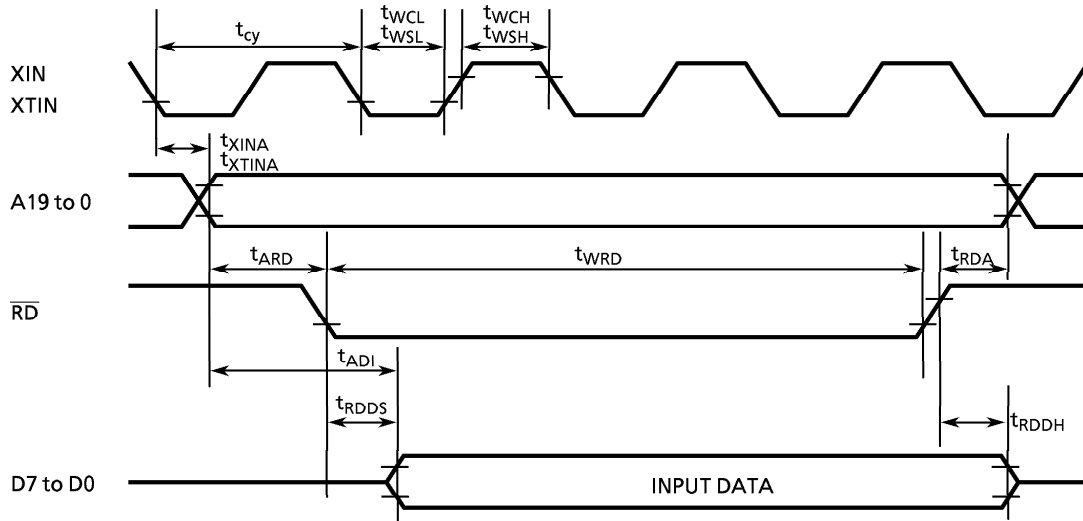 tcy
tWCL
tWSL
tWCH
tWSH
XIN
XTIN
tXINA
tXTINA
A19 to 0
tARD
tWRD
tRDA
RD
tADI
tRDDS
tRDDH
D7 to D0
INPUT DATA